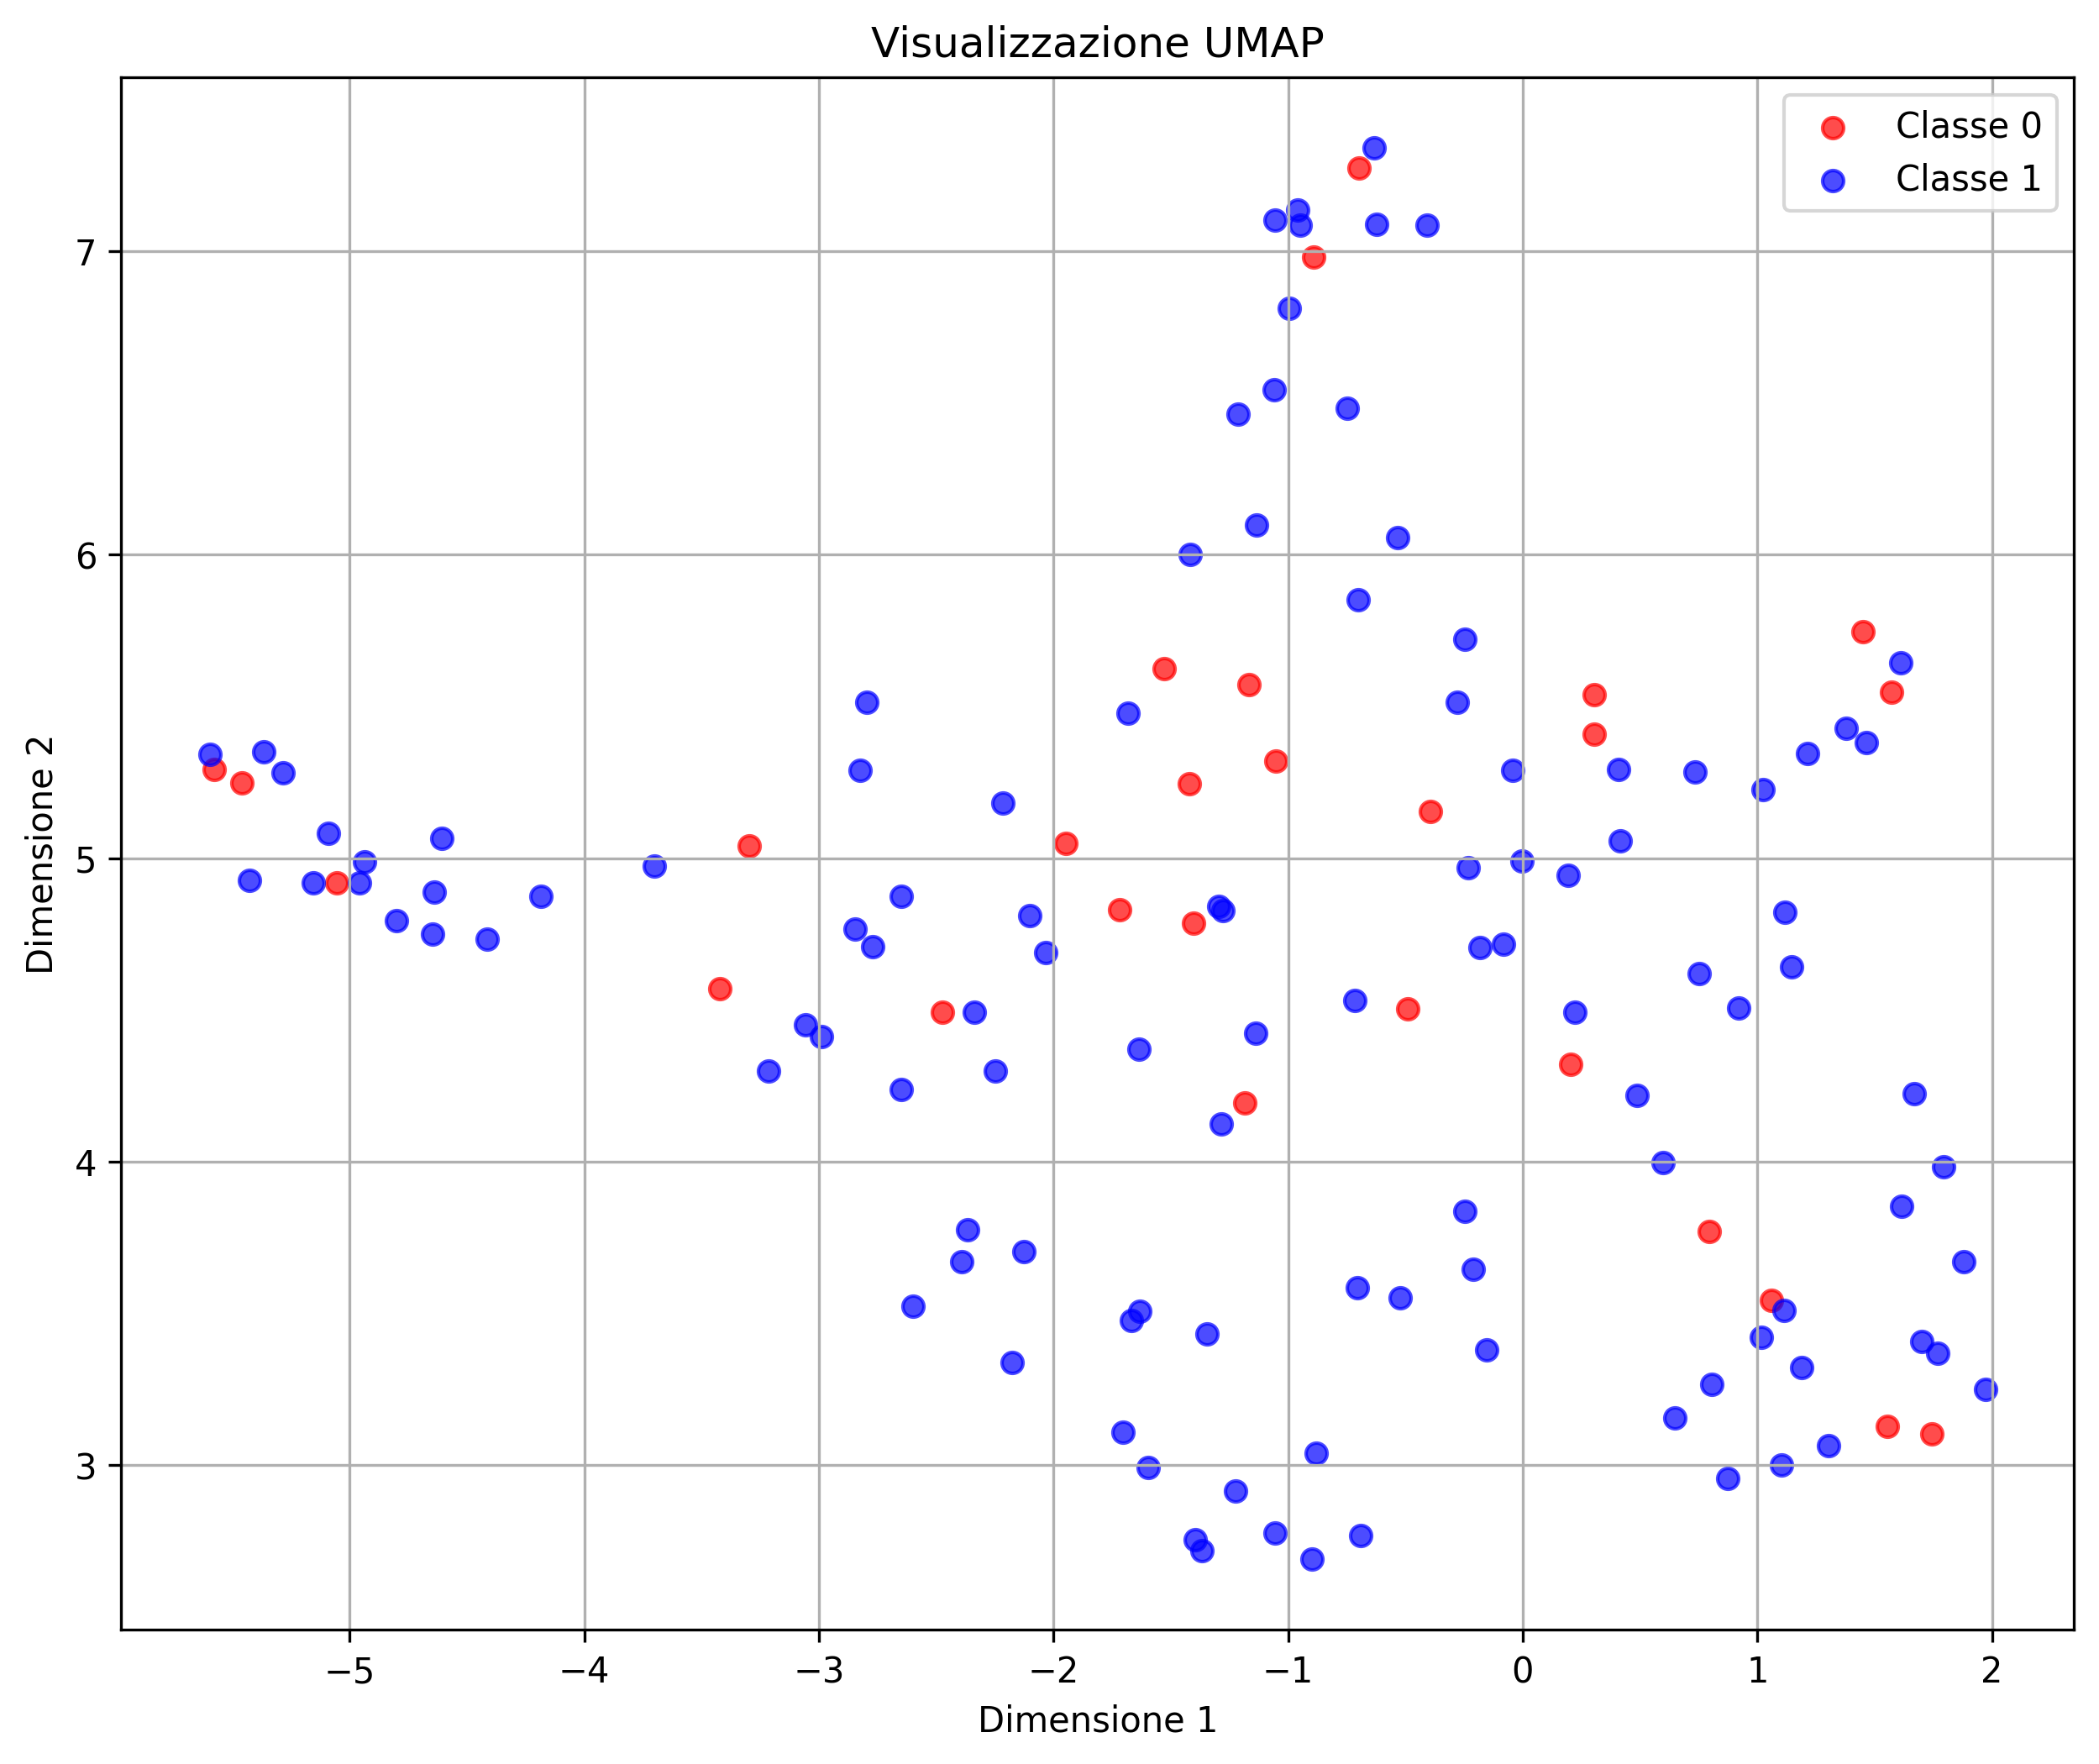 Visualizzazione UMAP
Classe 0
Classe 1
7
6
5
4
3
Dimensione 2
−5
−4
−3
−2
−1
0
1
2
Dimensione 1